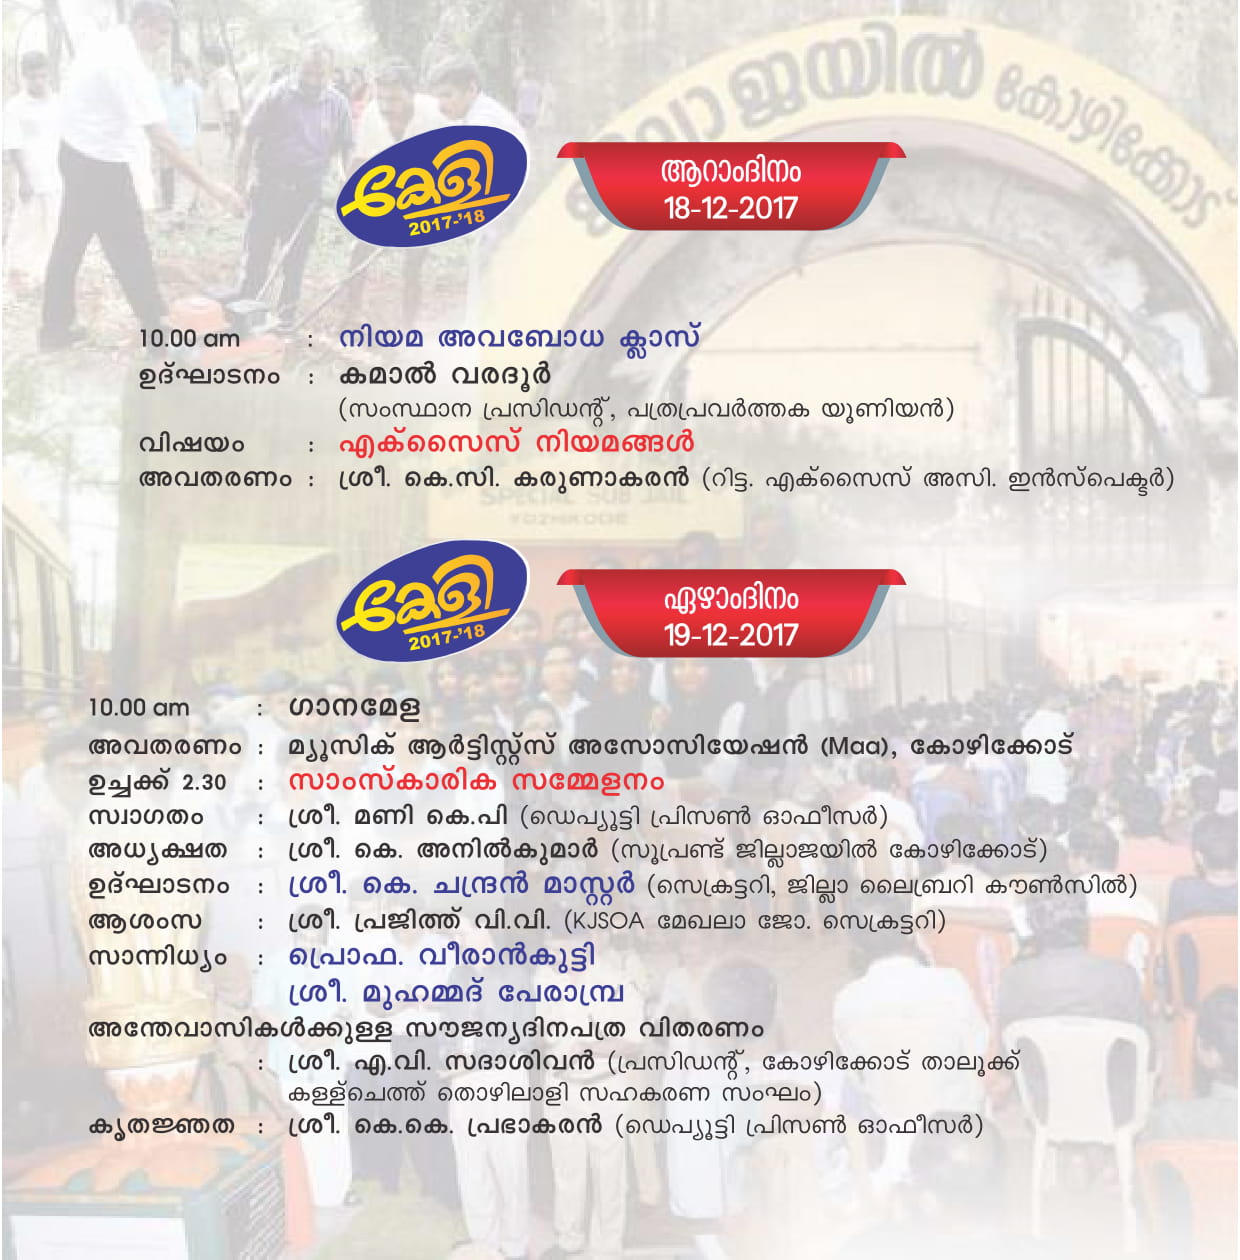 ജില്ലാ ജയിൽ കോഴിക്കോട്
കേളി
2017-'18
ആറാംദിനം
18-12-2017
10.00 am : നിയമ അവബോധ ക്ലാസ്
ഉദ്ഘാടനം : കമാൽ വരദൂർ
(സംസ്ഥാന പ്രസിഡന്റ്, പത്രപ്രവർത്തക യൂണിയൻ)
വിഷയം : എക്സൈസ് നിയമങ്ങൾ
അവതരണം : ശ്രീ. കെ.സി. കരുണാകരൻ (റിട്ട. എക്സൈസ് അസി. ഇൻസ്പെക്ടർ)
SPECIAL SUB JAIL
KOZHIKODE
കേളി
2017-'18
ഏഴാംദിനം
19-12-2017
10.00 am : ഗാനമേള
അവതരണം : മ്യൂസിക് ആർട്ടിസ്റ്റ്സ് അസോസിയേഷൻ (Maa), കോഴിക്കോട്
ഉച്ചക്ക് 2.30 : സാംസ്കാരിക സമ്മേളനം
സ്വാഗതം : ശ്രീ. മണി കെ.പി (ഡെപ്യൂട്ടി പ്രിസൺ ഓഫീസർ)
അധ്യക്ഷത : ശ്രീ. കെ. അനിൽകുമാർ (സൂപ്രണ്ട് ജില്ലാജയിൽ കോഴിക്കോട്)
ഉദ്ഘാടനം : ശ്രീ. കെ. ചന്ദ്രൻ മാസ്റ്റർ (സെക്രട്ടറി, ജില്ലാ ലൈബ്രറി കൗൺസിൽ)
ആശംസ : ശ്രീ. പ്രജിത്ത് വി.വി. (KJSOA മേഖലാ ജോ. സെക്രട്ടറി)
സാന്നിധ്യം : പ്രൊഫ. വീരാൻകുട്ടി
ശ്രീ. മുഹമ്മദ് പേരാമ്പ്ര
അന്തേവാസികൾക്കുള്ള സൗജന്യദിനപത്ര വിതരണം
: ശ്രീ. എ.വി. സദാശിവൻ (പ്രസിഡന്റ്, കോഴിക്കോട് താലൂക്ക്
കള്ള്ചെത്ത് തൊഴിലാളി സഹകരണ സംഘം)
കൃതജ്ഞത : ശ്രീ. കെ.കെ. പ്രഭാകരൻ (ഡെപ്യൂട്ടി പ്രിസൺ ഓഫീസർ)